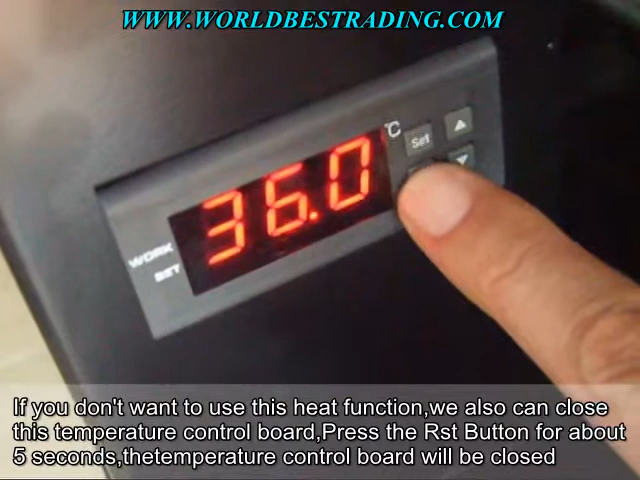 WWW.WORLDBESTRADING.COM
°C
Set
36.0
WORK
SET
If you don't want to use this heat function,we also can close
this temperature control board,Press the Rst Button for about
5 seconds,thetemperature control board will be closed